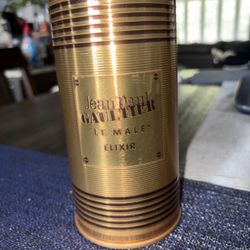 Jean Paul
GAULTIER
"LE MALE"
ELIXIR